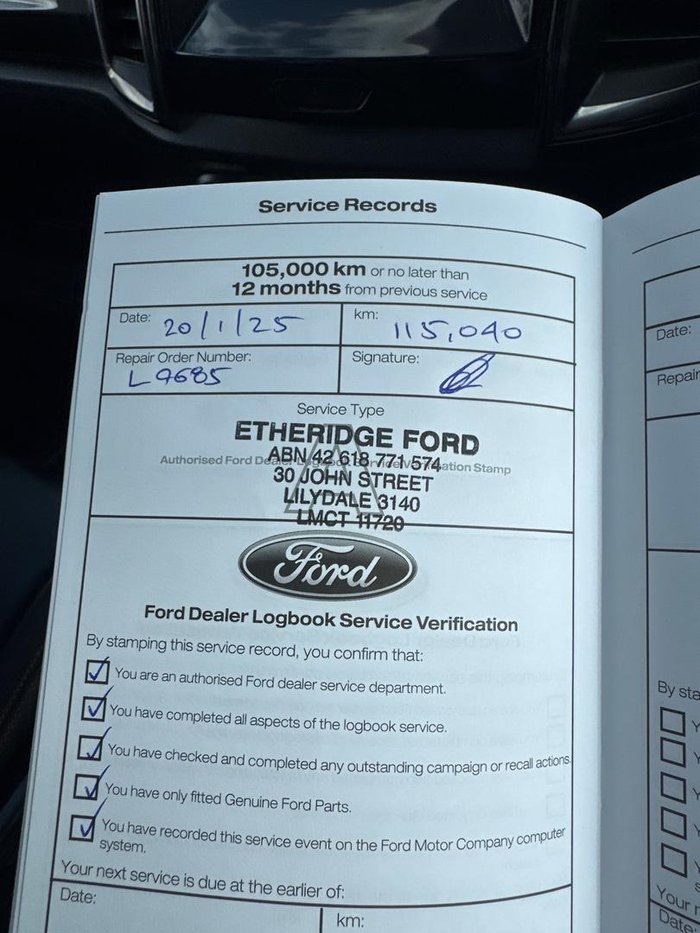 Service Records
105,000 km or no later than
12 months from previous service
Date: 20/1/25
km: 115,040
Repair Order Number:
L9685
Signature:
Service Type
ETHERIDGE FORD
Authorised Ford Dealer Service Verification Stamp
ABN 42 618 771 574
30 JOHN STREET
LILYDALE 3140
LMCT 11720
Ford
Ford Dealer Logbook Service Verification
By stamping this service record, you confirm that:
You are an authorised Ford dealer service department.
You have completed all aspects of the logbook service.
You have checked and completed any outstanding campaign or recall actions.
You have only fitted Genuine Ford Parts.
You have recorded this service event on the Ford Motor Company computer
system.
Your next service is due at the earlier of:
Date:
km:
Date:
Repair
By sta
Y
Y
Y
Y
Y
Your n
Date